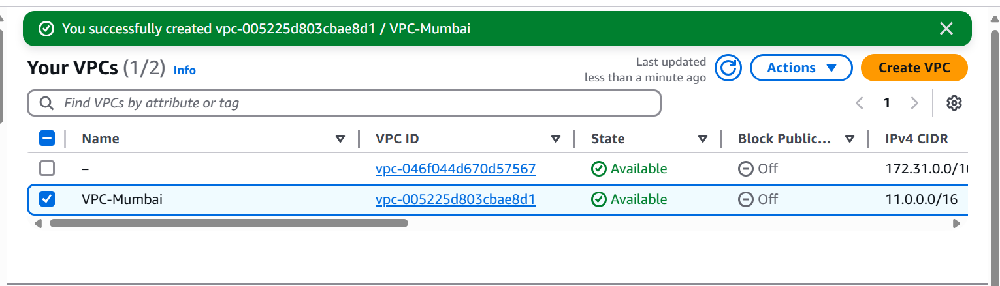 You successfully created vpc-005225d803cbae8d1 / VPC-Mumbai
Your VPCs (1/2) Info
Last updated
less than a minute ago
Actions
Create VPC
Find VPCs by attribute or tag
1
Name VPC ID State Block Public... IPv4 CIDR
– vpc-046f044d670d57567 Available Off 172.31.0.0/1
VPC-Mumbai vpc-005225d803cbae8d1 Available Off 11.0.0.0/16